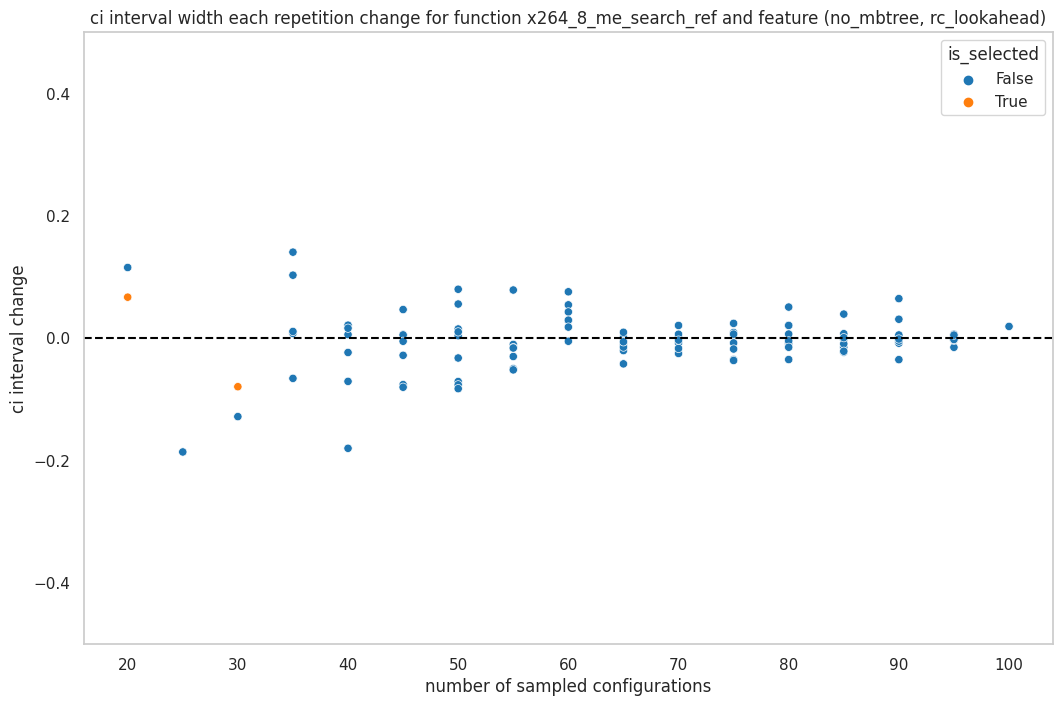 ci interval width each repetition change for function x264_8_me_search_ref and feature (no_mbtree, rc_lookahead)
is_selected
False
True
ci interval change
0.4
0.2
0.0
−0.2
−0.4
20 30 40 50 60 70 80 90 100
number of sampled configurations